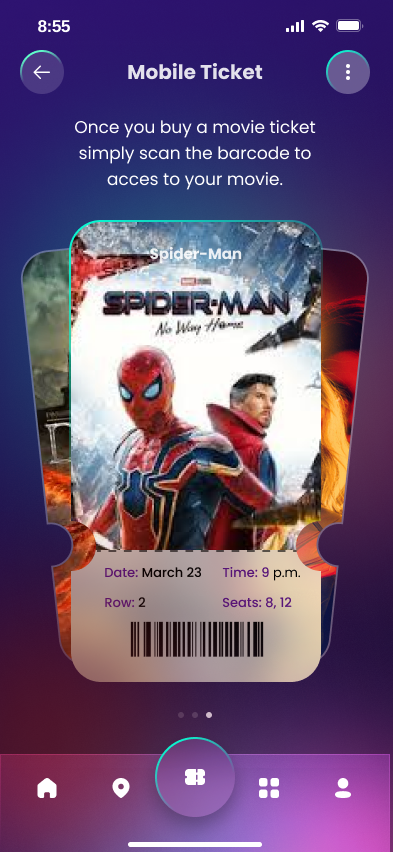 8:55
Mobile Ticket
Once you buy a movie ticket
simply scan the barcode to
acces to your movie.
Spider-Man
SPIDER-MAN
No Way Home
Date: March 23 Time: 9 p.m.
Row: 2 Seats: 8, 12